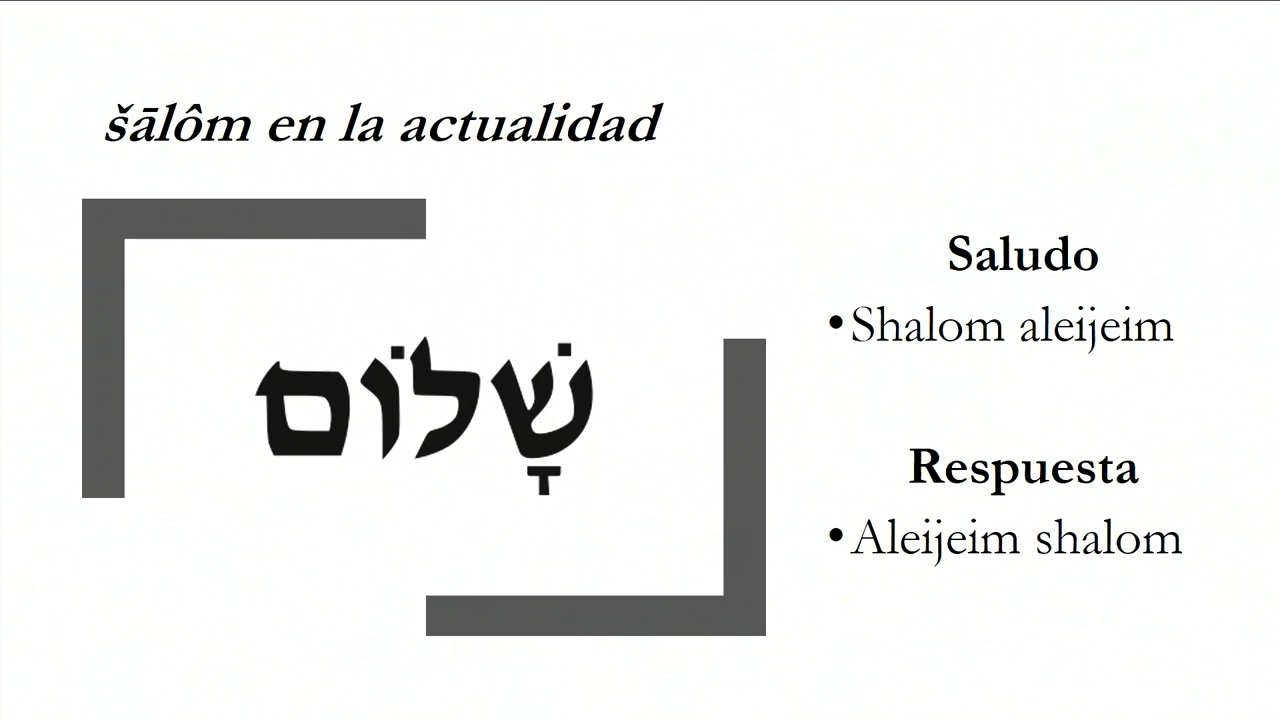 šālôm en la actualidad
שָׁלוֹם
Saludo
•Shalom aleijeim
Respuesta
•Aleijeim shalom